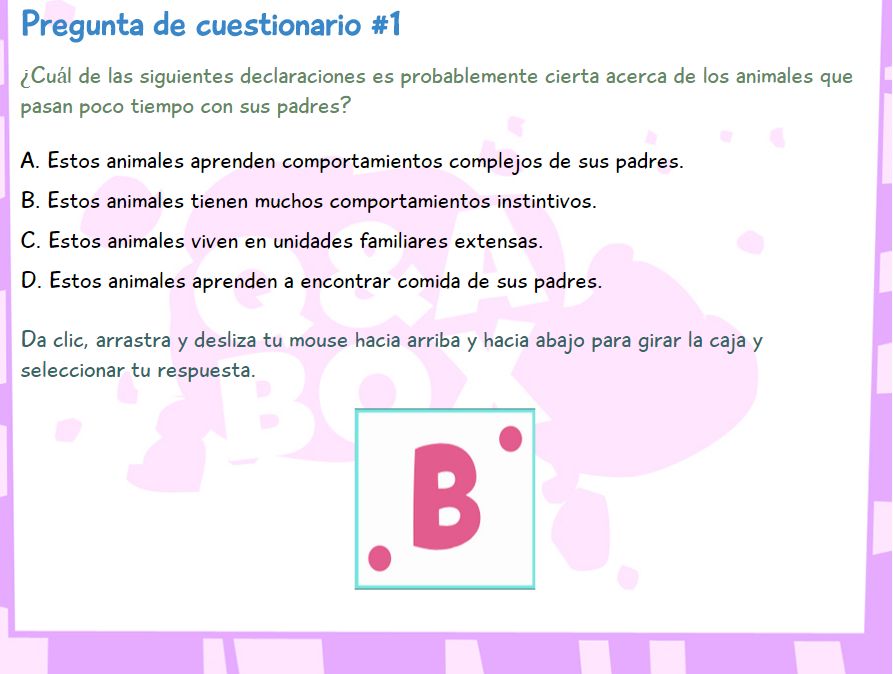 Pregunta de cuestionario #1
¿Cuál de las siguientes declaraciones es probablemente cierta acerca de los animales que
pasan poco tiempo con sus padres?
A. Estos animales aprenden comportamientos complejos de sus padres.
B. Estos animales tienen muchos comportamientos instintivos.
C. Estos animales viven en unidades familiares extensas.
D. Estos animales aprenden a encontrar comida de sus padres.
Da clic, arrastra y desliza tu mouse hacia arriba y hacia abajo para girar la caja y
seleccionar tu respuesta.
Q&A
BOX
B